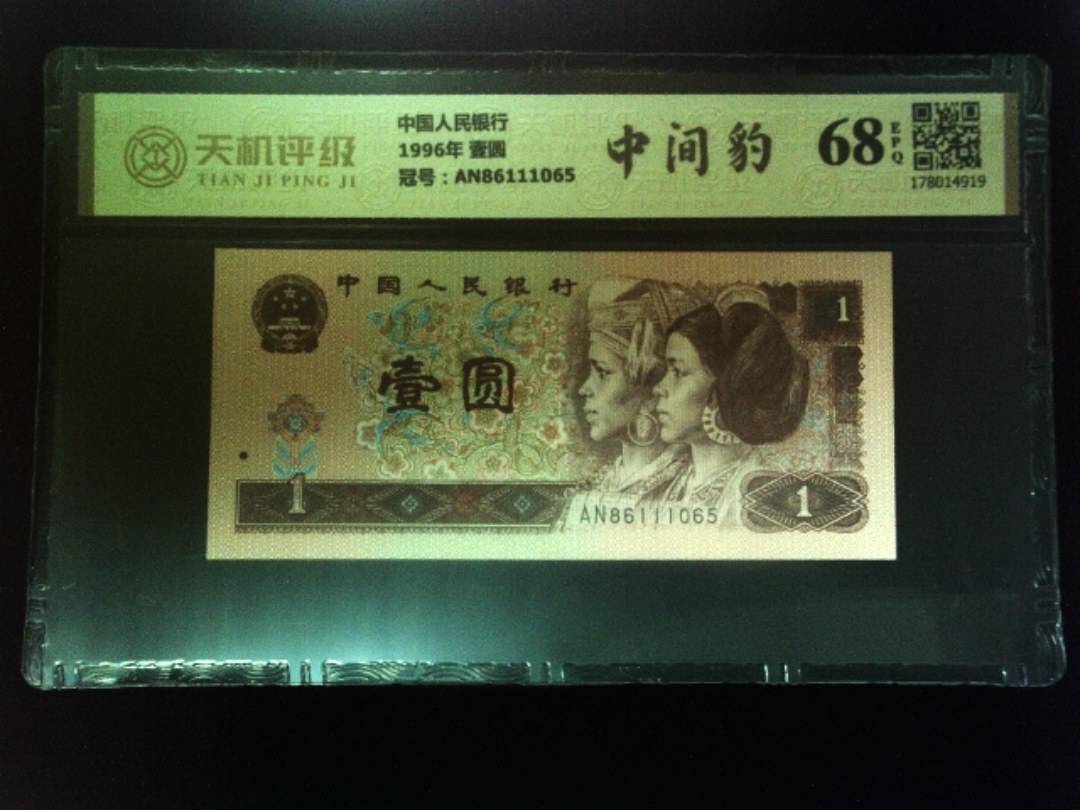 天机评级
TIAN JI PING JI
中国人民银行
1996年 壹圆
冠号：AN86111065
中间豹
68
EPQ
178014919
中国人民银行
1
壹圆
1
AN86111065
1